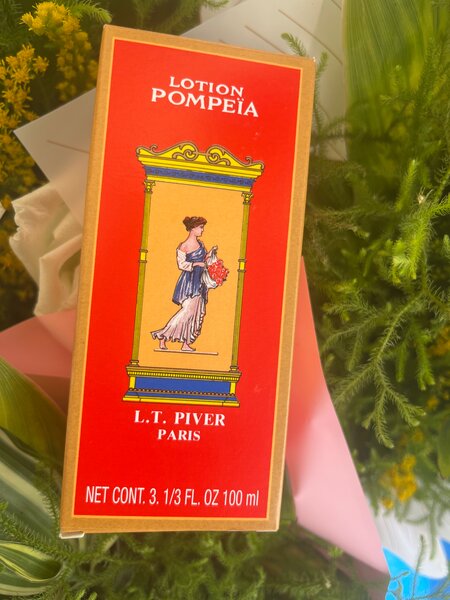 LOTION
POMPEÏA
L.T. PIVER
PARIS
NET CONT. 3. 1/3 FL. OZ 100 ml